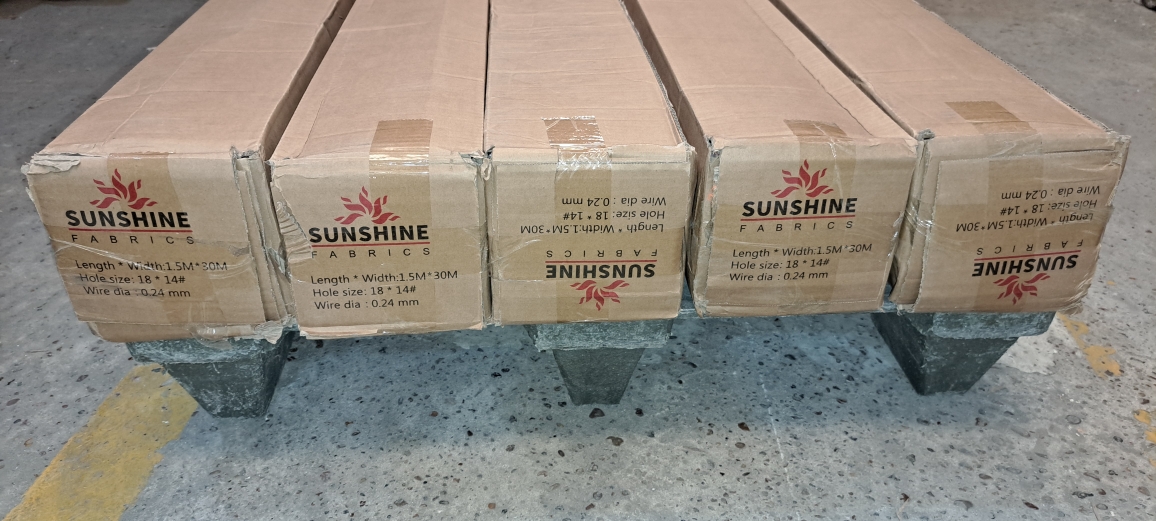 SUNSHINE
FABRICS
Length * Width:1.5M*30M
Hole size: 18 * 14#
Wire dia : 0.24 mm
SUNSHINE
FABRICS
Length * Width:1.5M*30M
Hole size: 18 * 14#
Wire dia : 0.24 mm
SUNSHINE
FABRICS
Length * Width:1.5M*30M
Hole size: 18 * 14#
Wire dia : 0.24 mm
SUNSHINE
FABRICS
Length * Width:1.5M*30M
Hole size: 18 * 14#
Wire dia : 0.24 mm
SUNSHINE
FABRICS
Length * Width:1.5M*30M
Hole size: 18 * 14#
Wire dia : 0.24 mm